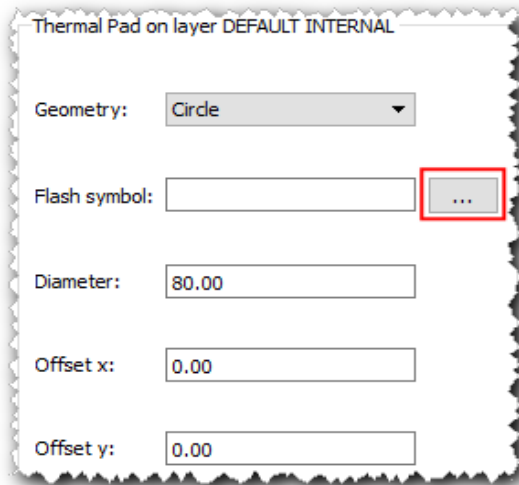 Thermal Pad on layer DEFAULT INTERNAL
Geometry: Circle
Flash symbol: ...
Diameter: 80.00
Offset x: 0.00
Offset y: 0.00